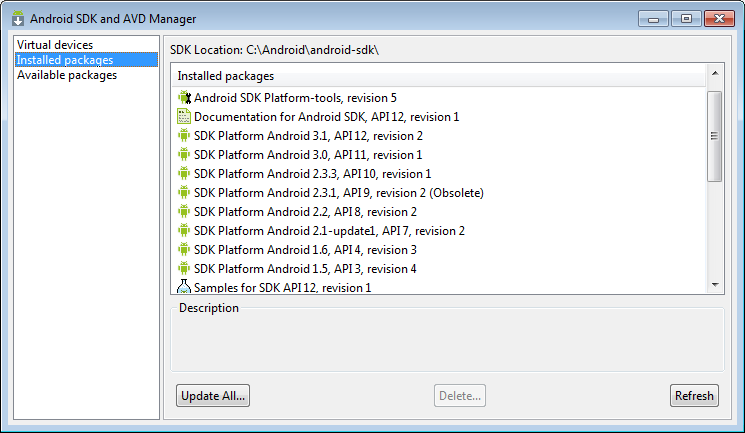 Android SDK and AVD Manager
Virtual devices
Installed packages
Available packages
SDK Location: C:\Android\android-sdk\
Installed packages
Android SDK Platform-tools, revision 5
Documentation for Android SDK, API 12, revision 1
SDK Platform Android 3.1, API 12, revision 2
SDK Platform Android 3.0, API 11, revision 1
SDK Platform Android 2.3.3, API 10, revision 1
SDK Platform Android 2.3.1, API 9, revision 2 (Obsolete)
SDK Platform Android 2.2, API 8, revision 2
SDK Platform Android 2.1-update1, API 7, revision 2
SDK Platform Android 1.6, API 4, revision 3
SDK Platform Android 1.5, API 3, revision 4
Samples for SDK API 12, revision 1
Description
Update All...
Delete...
Refresh